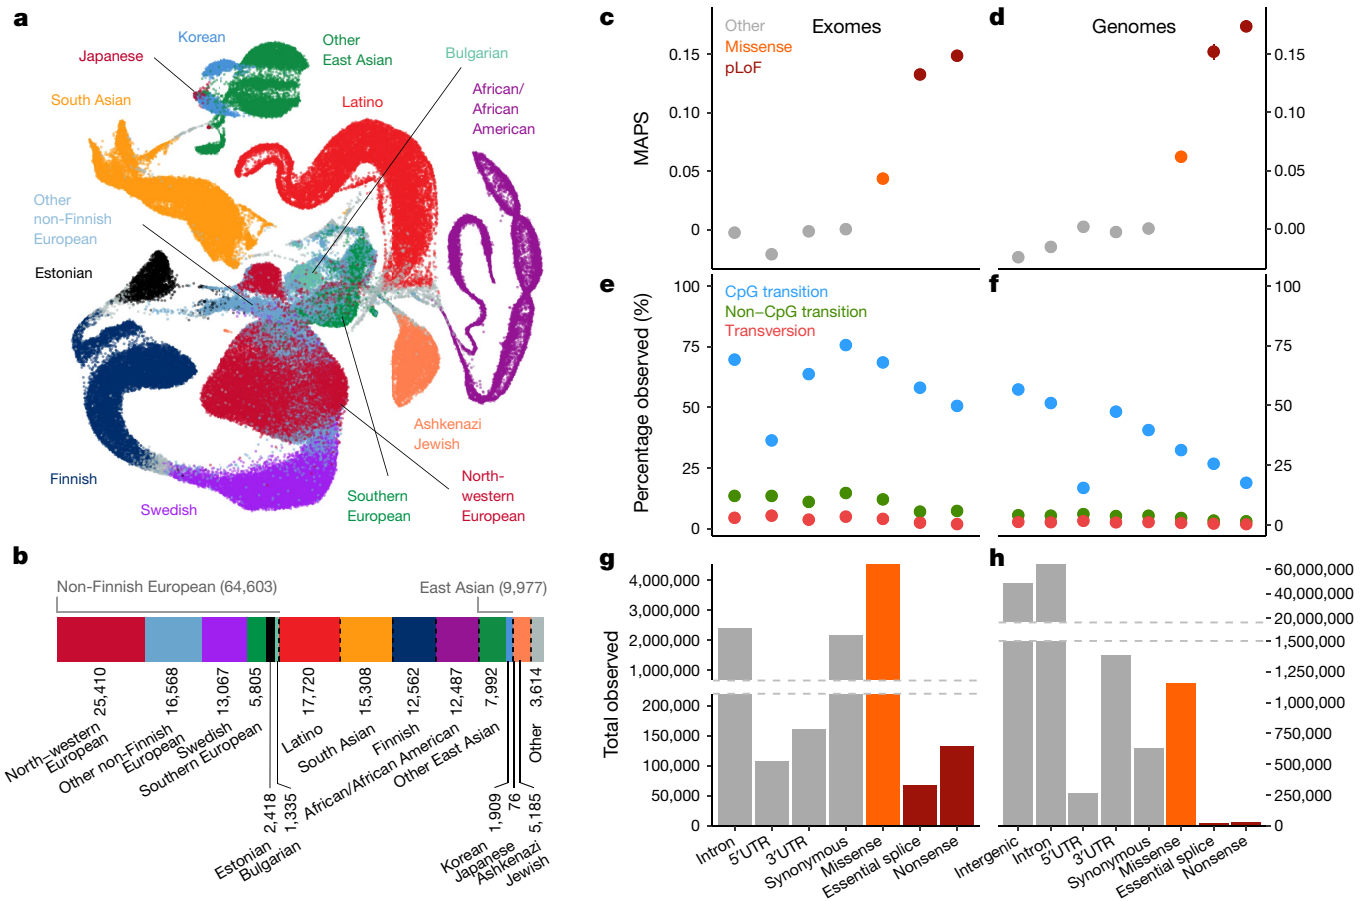 a
Korean
Japanese
Other
East Asian
Bulgarian
South Asian
Latino
African/
African
American
Other
non-Finnish
European
Estonian
Ashkenazi
Jewish
Finnish
Swedish
Southern
European
North-
western
European
b
Non-Finnish European (64,603)
East Asian (9,977)
25,410
16,568
13,067
5,805
17,720
15,308
12,562
12,487
7,992
3,614
North–western
European
Other non-Finnish
European
Swedish
Southern European
Latino
South Asian
Finnish
African/African American
Other East Asian
Other
2,418
1,335
1,909
76
5,185
Estonian
Bulgarian
Korean
Japanese
Ashkenazi
Jewish
c
Exomes
Other
Missense
pLoF
MAPS
0.15
0.10
0.05
0
d
Genomes
0.15
0.10
0.05
0.00
e
CpG transition
Non−CpG transition
Transversion
Percentage observed (%)
100
75
50
25
0
f
100
75
50
25
0
g
Total observed
4,000,000
3,000,000
2,000,000
1,000,000
200,000
150,000
100,000
50,000
0
Intron
5′UTR
3′UTR
Synonymous
Missense
Essential splice
Nonsense
h
60,000,000
40,000,000
20,000,000
1,500,000
1,250,000
1,000,000
750,000
500,000
250,000
0
Intergenic
Intron
5′UTR
3′UTR
Synonymous
Missense
Essential splice
Nonsense